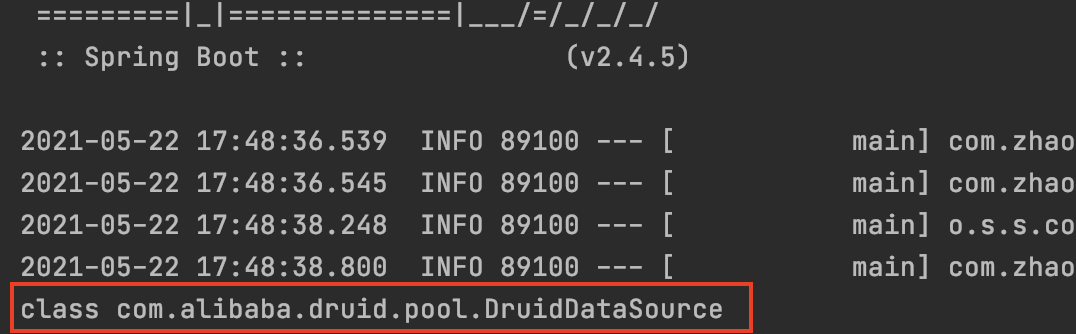 =========|_|==============|___/=/_/_/_/
:: Spring Boot ::                (v2.4.5)
2021-05-22 17:48:36.539  INFO 89100 --- [           main] com.zhao
2021-05-22 17:48:36.545  INFO 89100 --- [           main] com.zhao
2021-05-22 17:48:38.248  INFO 89100 --- [           main] o.s.s.co
2021-05-22 17:48:38.800  INFO 89100 --- [           main] com.zhao
class com.alibaba.druid.pool.DruidDataSource